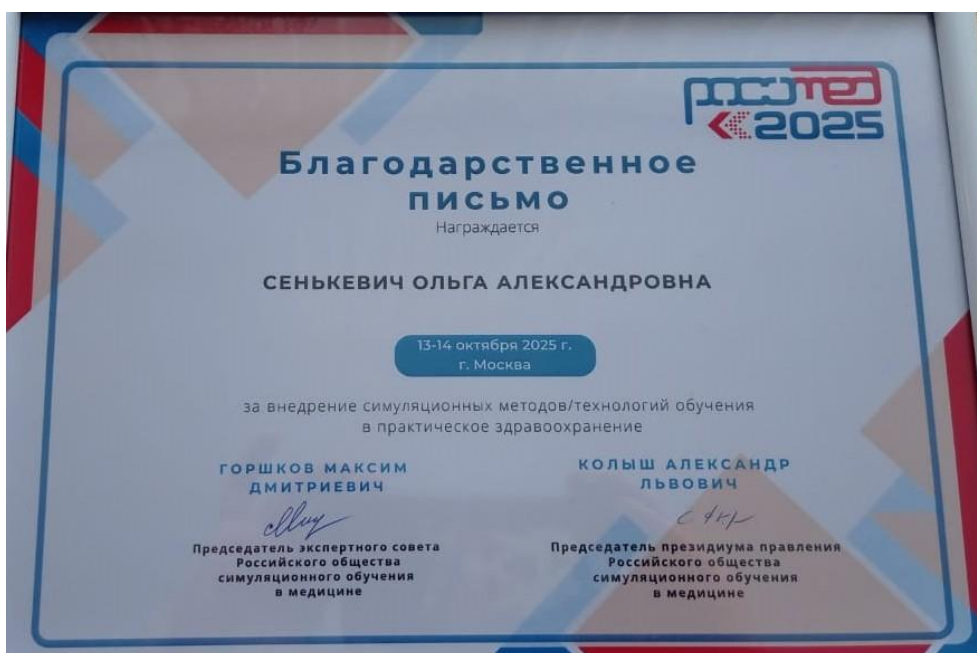 росомед
2025
Благодарственное
письмо
Награждается
СЕНЬКЕВИЧ ОЛЬГА АЛЕКСАНДРОВНА
13-14 октября 2025 г.
г. Москва
за внедрение симуляционных методов/технологий обучения
в практическое здравоохранение
ГОРШКОВ МАКСИМ
ДМИТРИЕВИЧ
Председатель экспертного совета
Российского общества
симуляционного обучения
в медицине
КОЛЫШ АЛЕКСАНДР
ЛЬВОВИЧ
Председатель президиума правления
Российского общества
симуляционного обучения
в медицине